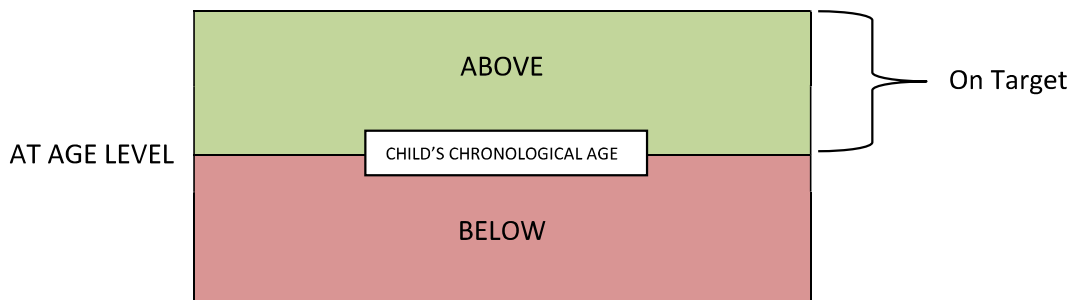 ABOVE
On Target
AT AGE LEVEL
CHILD’S CHRONOLOGICAL AGE
BELOW